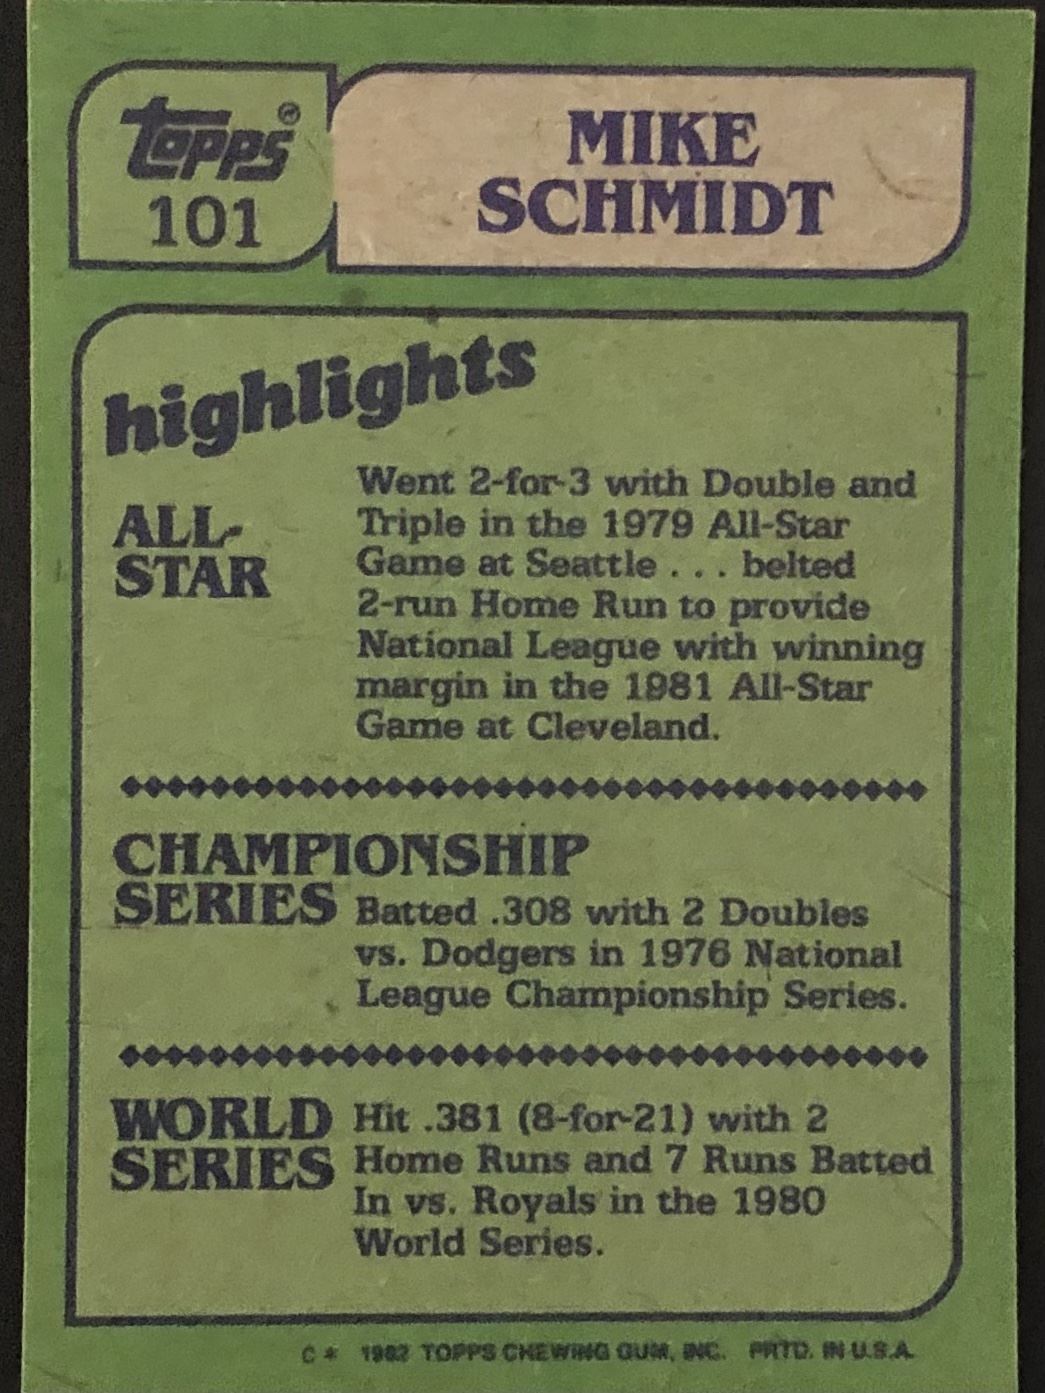 Topps ®
101
MIKE
SCHMIDT
highlights
ALL-
STAR
Went 2-for-3 with Double and
Triple in the 1979 All-Star
Game at Seattle . . . belted
2-run Home Run to provide
National League with winning
margin in the 1981 All-Star
Game at Cleveland.
CHAMPIONSHIP
SERIES
Batted .308 with 2 Doubles
vs. Dodgers in 1976 National
League Championship Series.
WORLD
SERIES
Hit .381 (8-for-21) with 2
Home Runs and 7 Runs Batted
In vs. Royals in the 1980
World Series.
C * 1982 TOPPS CHEWING GUM, INC. PRTD. IN U.S.A.